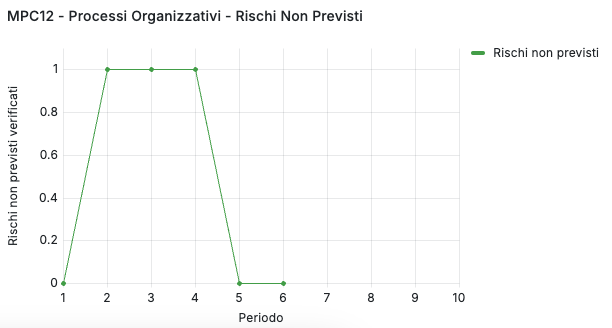 MPC12 - Processi Organizzativi - Rischi Non Previsti
Rischi non previsti
Rischi non previsti verificati
1
0.8
0.6
0.4
0.2
0
1 2 3 4 5 6 7 8 9 10
Periodo